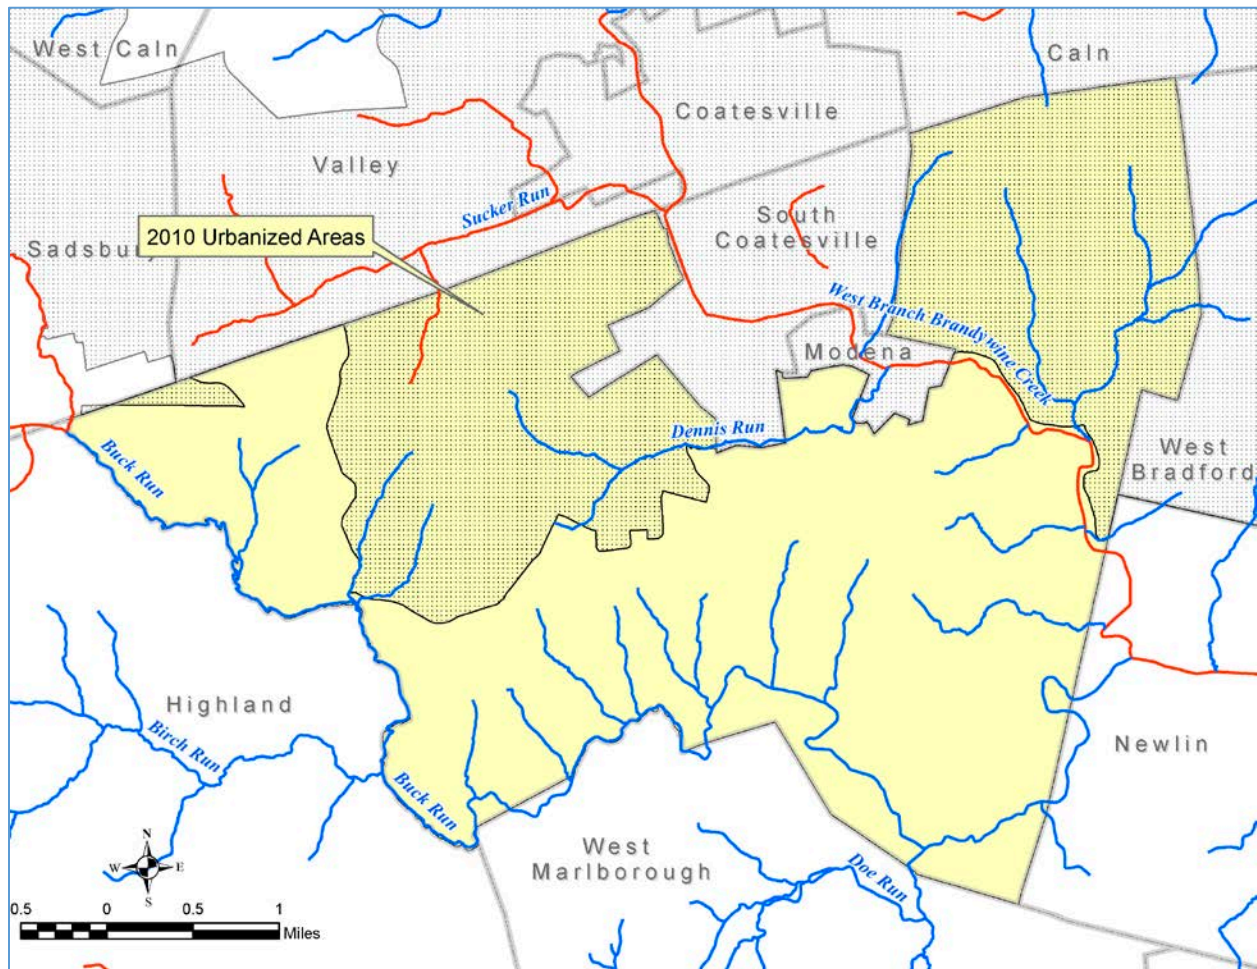 West Caln
Caln
Coatesville
Valley
Sucker Run
South
Coatesville
2010 Urbanized Areas
Sadsbury
West Branch Brandywine Creek
Modena
Dennis Run
West
Bradford
Buck Run
Highland
Birch Run
Newlin
Buck Run
West
Marlborough
Doe Run
N
W E
S
0.5 0 0.5 1
Miles